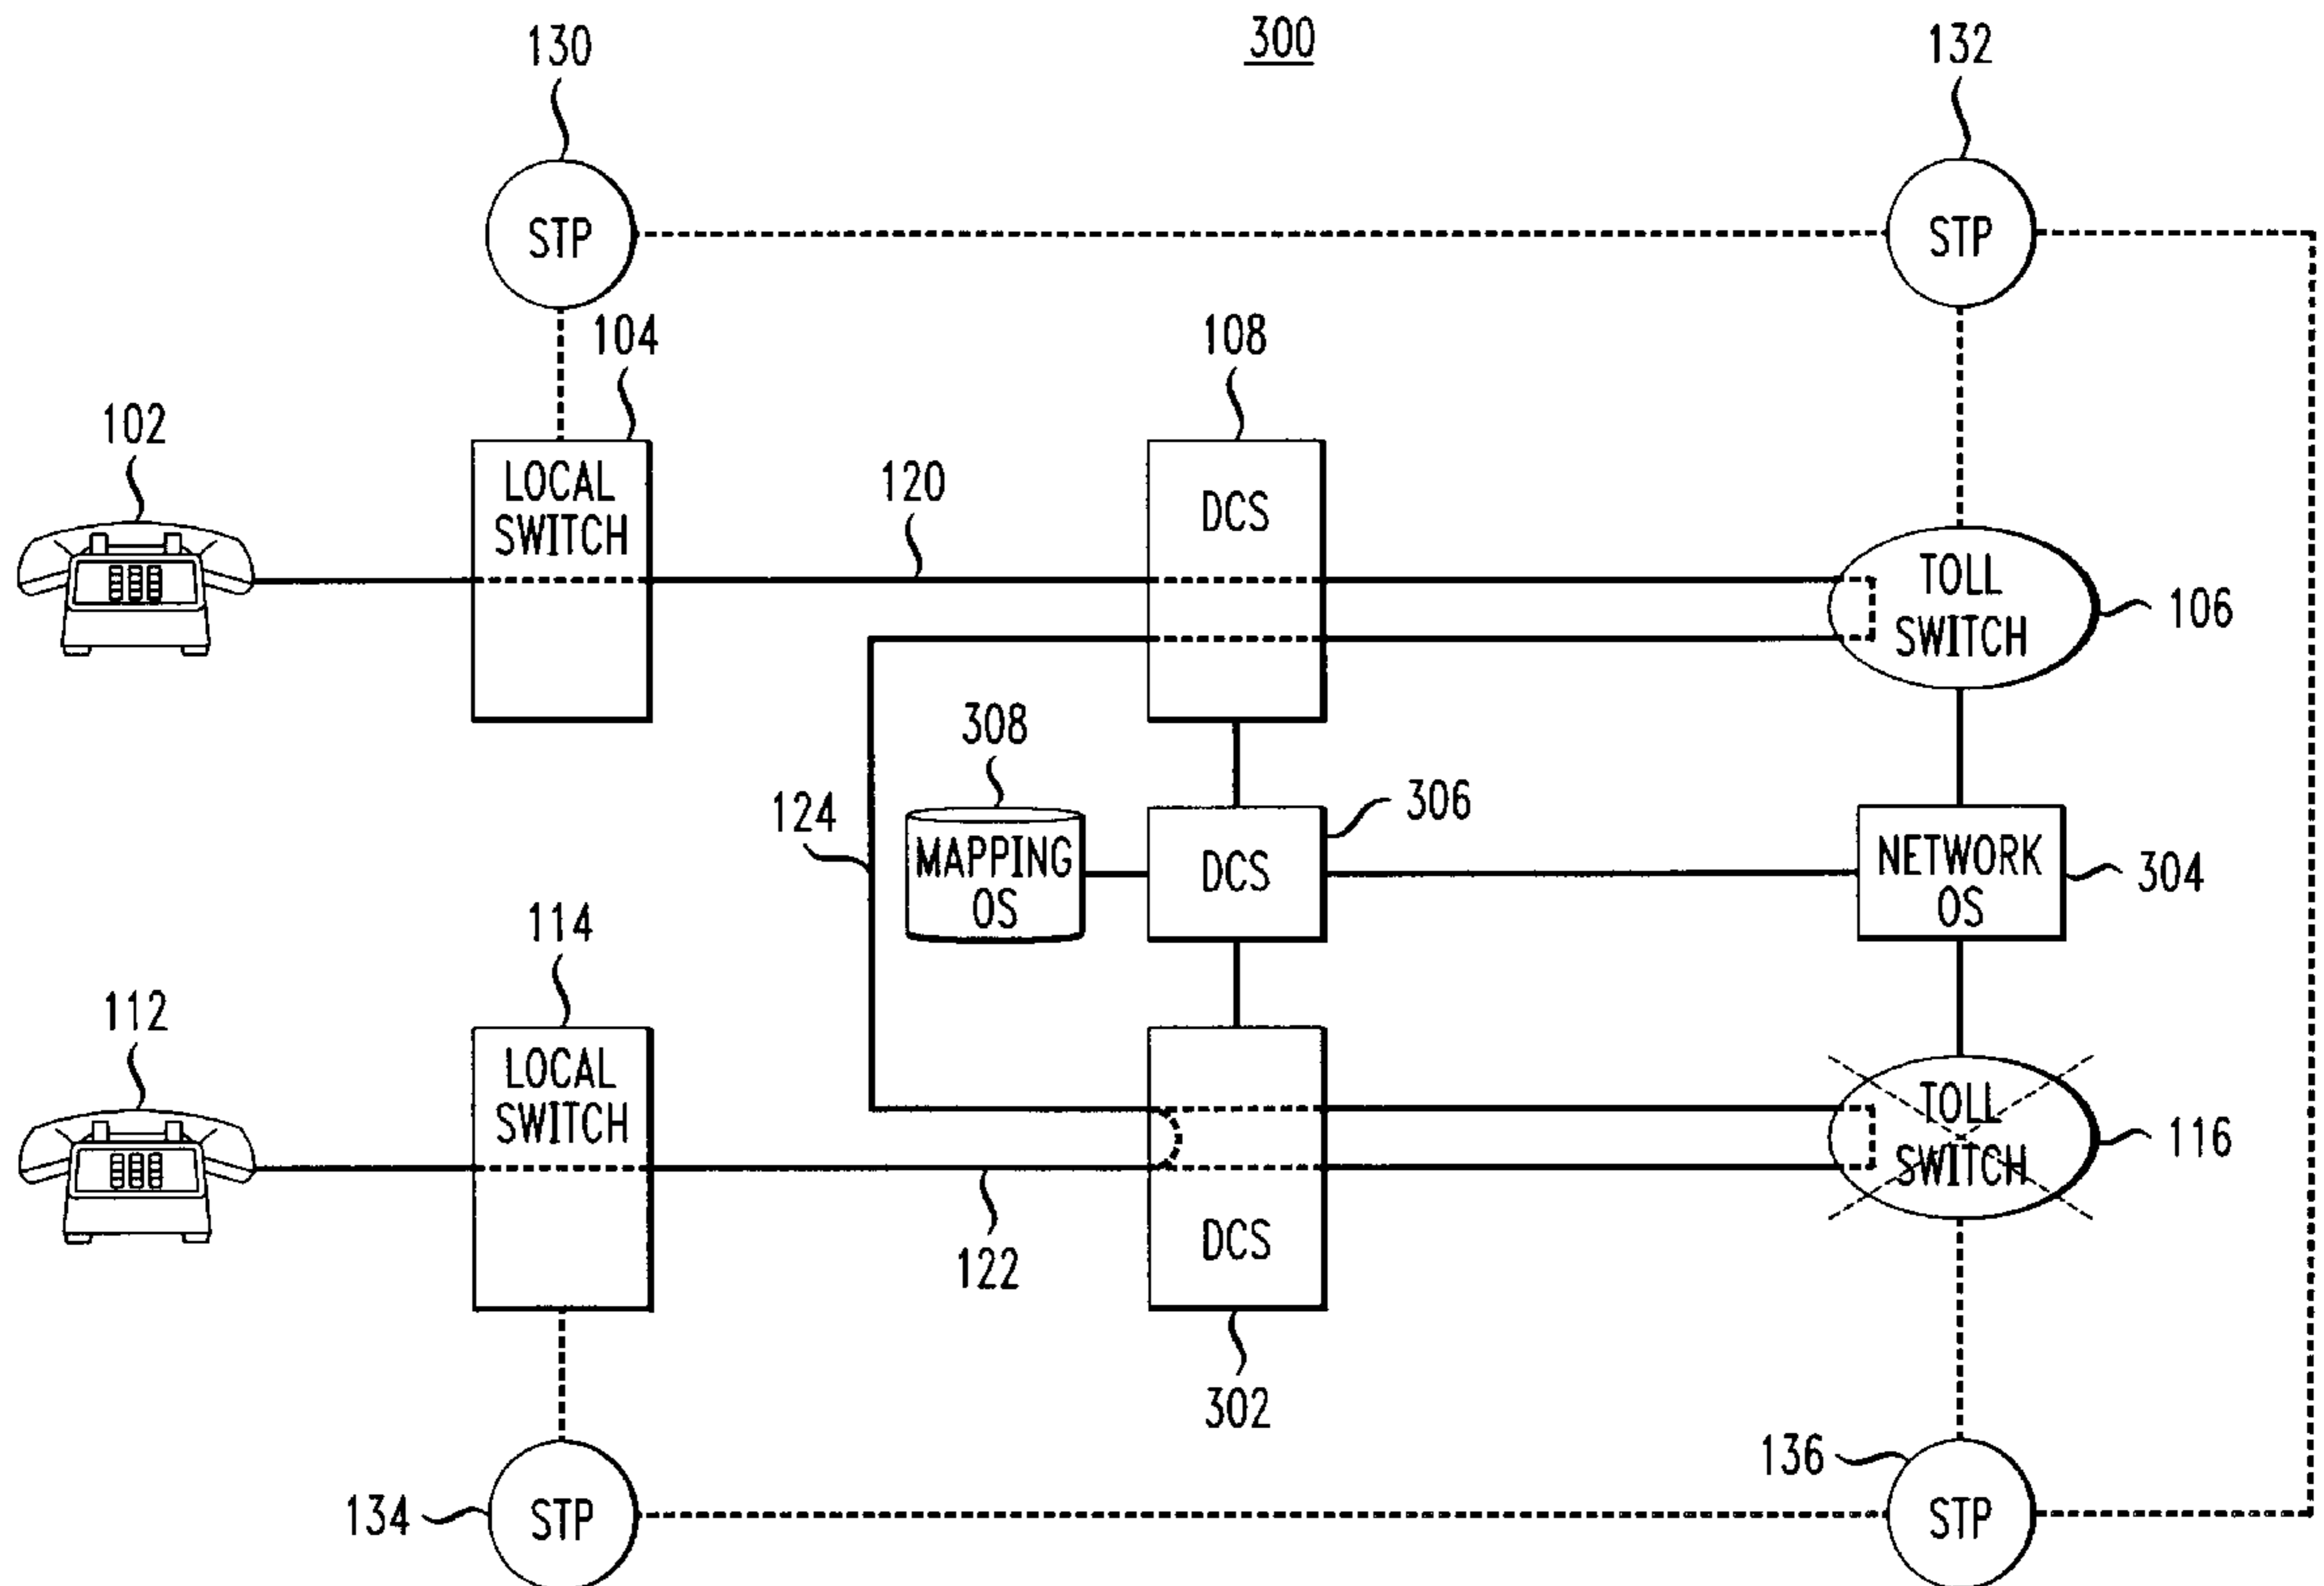 300
130
132
STP
STP
104
108
102
LOCAL
SWITCH
120
DCS
TOLL
SWITCH
106
308
124
MAPPING
OS
DCS
306
NETWORK
OS
304
114
112
LOCAL
SWITCH
122
DCS
302
TOLL
SWITCH
116
134
STP
136
STP